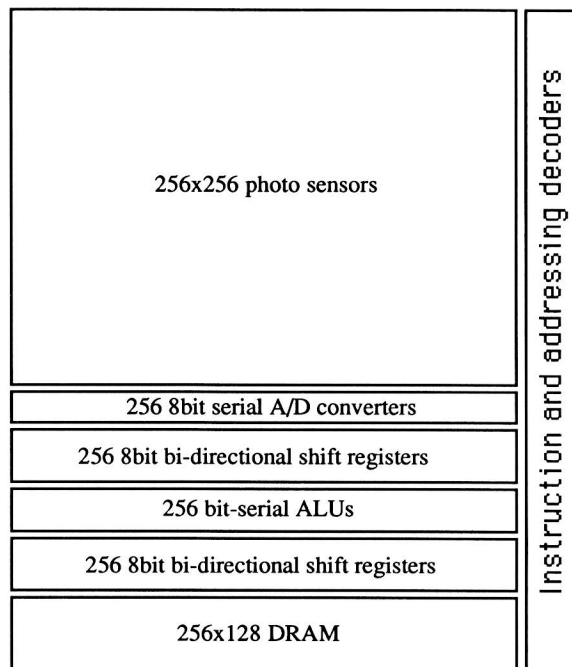 256x256 photo sensors
256 8bit serial A/D converters
256 8bit bi-directional shift registers
256 bit-serial ALUs
256 8bit bi-directional shift registers
256x128 DRAM
Instruction and addressing decoders